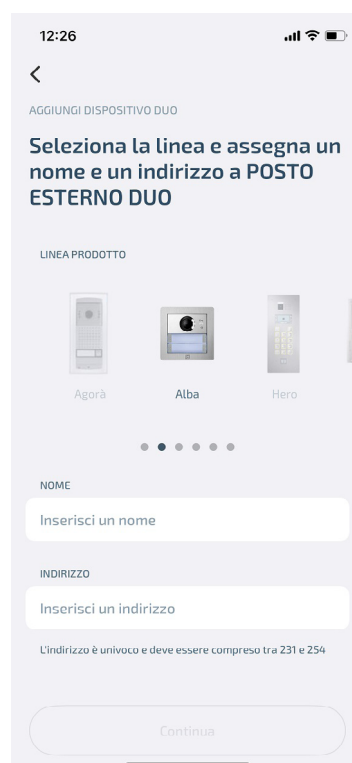 12:26
AGGIUNGI DISPOSITIVO DUO
Seleziona la linea e assegna un
nome e un indirizzo a POSTO
ESTERNO DUO
LINEA PRODOTTO
Agorà
Alba
Hero
NOME
Inserisci un nome
INDIRIZZO
Inserisci un indirizzo
L'indirizzo è univoco e deve essere compreso tra 231 e 254
Continua